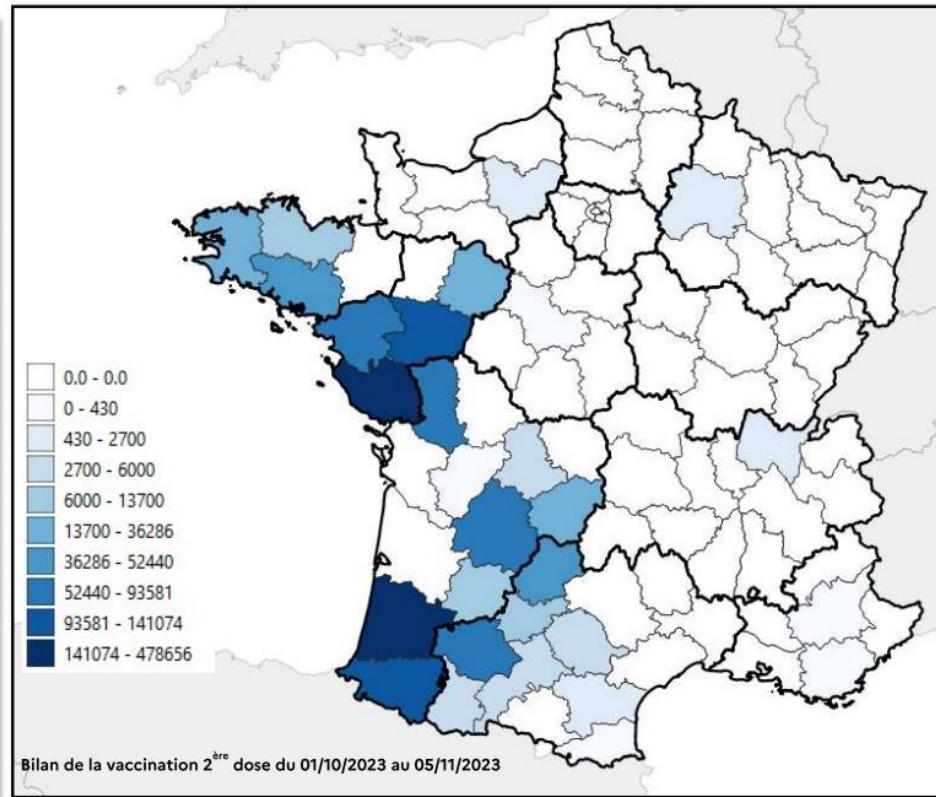 0.0 - 0.0
0 - 430
430 - 2700
2700 - 6000
6000 - 13700
13700 - 36286
36286 - 52440
52440 - 93581
93581 - 141074
141074 - 478656
Bilan de la vaccination 2ère dose du 01/10/2023 au 05/11/2023